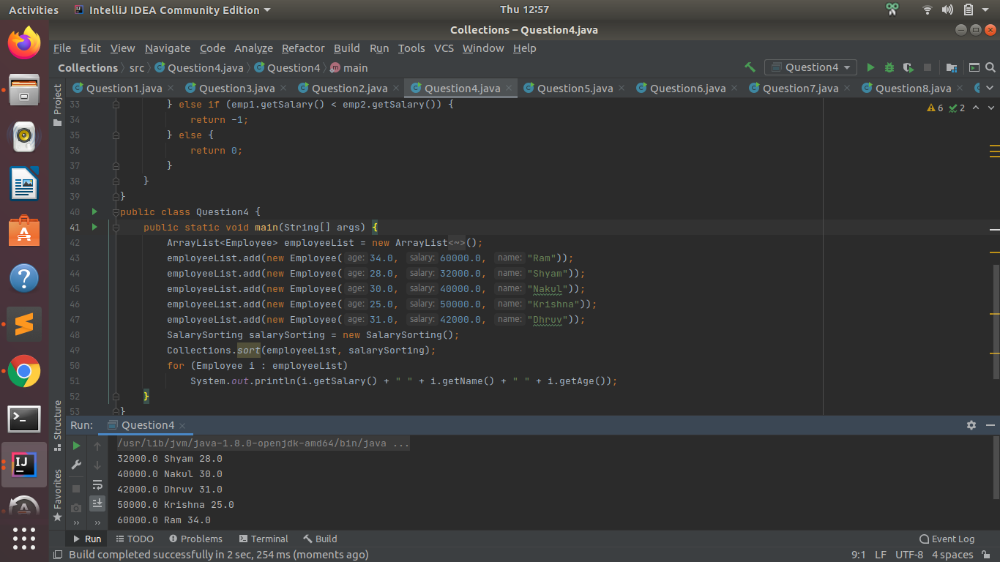 Activities IntelliJ IDEA Community Edition Thu 12:57
Collections – Question4.java
File Edit View Navigate Code Analyze Refactor Build Run Tools VCS Window Help
Collections src Question4.java Question4 main Question4
Question1.java Question3.java Question2.java Question4.java Question5.java Question6.java Question7.java Question8.java
Project
33 } else if (emp1.getSalary() < emp2.getSalary()) { 6 2
34 return -1;
35 } else {
36 return 0;
37 }
38 }
39 }
40 public class Question4 {
41 public static void main(String[] args) {
42 ArrayList<Employee> employeeList = new ArrayList<~>();
43 employeeList.add(new Employee( age: 34.0, salary: 60000.0, name: "Ram"));
44 employeeList.add(new Employee( age: 28.0, salary: 32000.0, name: "Shyam"));
45 employeeList.add(new Employee( age: 30.0, salary: 40000.0, name: "Nakul"));
46 employeeList.add(new Employee( age: 25.0, salary: 50000.0, name: "Krishna"));
47 employeeList.add(new Employee( age: 31.0, salary: 42000.0, name: "Dhruv"));
48 SalarySorting salarySorting = new SalarySorting();
49 Collections.sort(employeeList, salarySorting);
50 for (Employee i : employeeList)
51 System.out.println(i.getSalary() + " " + i.getName() + " " + i.getAge());
52 }
53 }
Structure
Favorites
Run: Question4
/usr/lib/jvm/java-1.8.0-openjdk-amd64/bin/java ...
32000.0 Shyam 28.0
40000.0 Nakul 30.0
42000.0 Dhruv 31.0
50000.0 Krishna 25.0
60000.0 Ram 34.0
Run TODO Problems Terminal Build Event Log
Build completed successfully in 2 sec, 254 ms (moments ago) 9:1 LF UTF-8 4 spaces